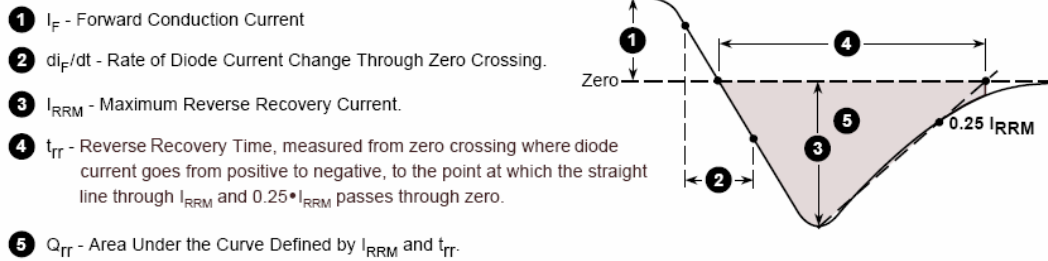 1 I_F - Forward Conduction Current
2 di_F/dt - Rate of Diode Current Change Through Zero Crossing.
3 I_RRM - Maximum Reverse Recovery Current.
4 t_rr - Reverse Recovery Time, measured from zero crossing where diode
current goes from positive to negative, to the point at which the straight
line through I_RRM and 0.25•I_RRM passes through zero.
5 Q_rr - Area Under the Curve Defined by I_RRM and t_rr.
1
4
Zero
5
0.25 I_RRM
3
2